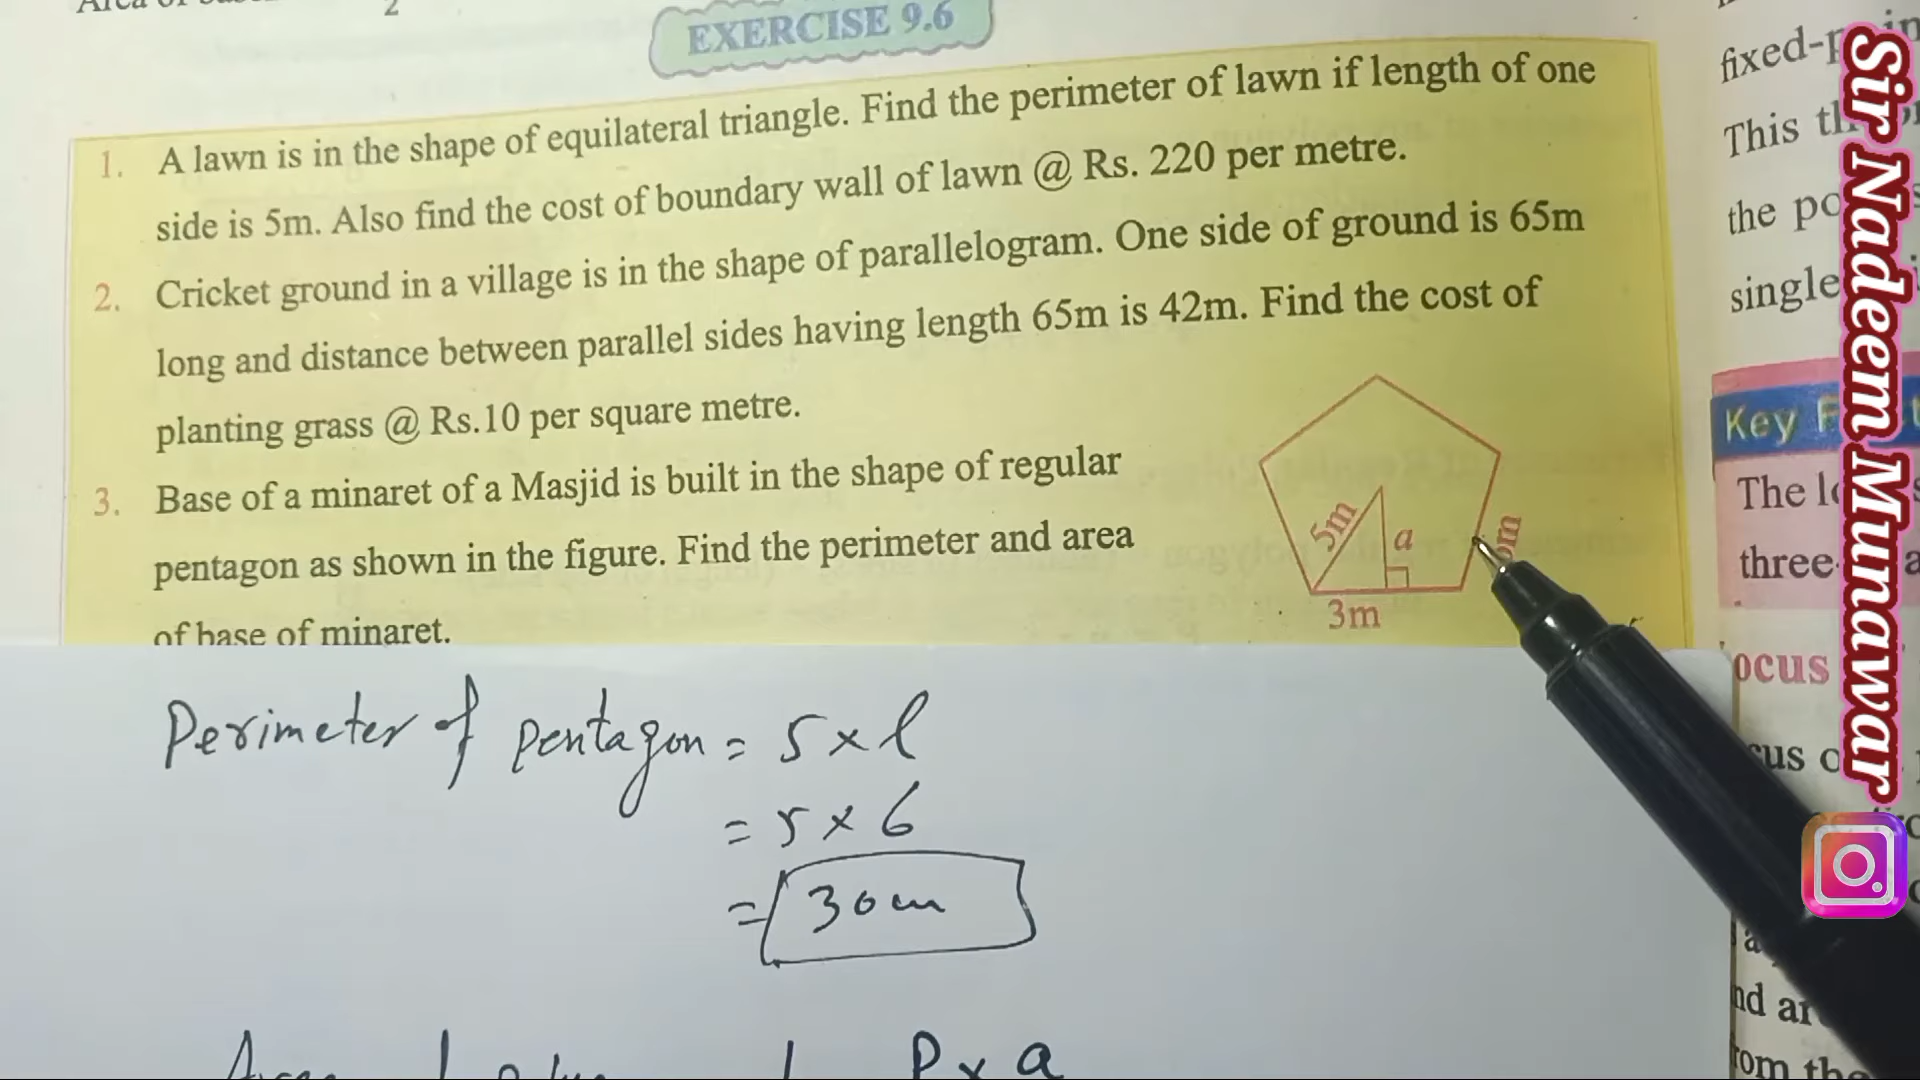 2
EXERCISE 9.6
1. A lawn is in the shape of equilateral triangle. Find the perimeter of lawn if length of one
side is 5m. Also find the cost of boundary wall of lawn @ Rs. 220 per metre.
2. Cricket ground in a village is in the shape of parallelogram. One side of ground is 65m
long and distance between parallel sides having length 65m is 42m. Find the cost of
planting grass @ Rs.10 per square metre.
3. Base of a minaret of a Masjid is built in the shape of regular
pentagon as shown in the figure. Find the perimeter and area
of base of minaret.
5m
a
3m
Perimeter of pentagon = 5 × l
= 5 × 6
= 30m
P × a
This
the
single
Key
The
three
Sir Nadeem Munawar